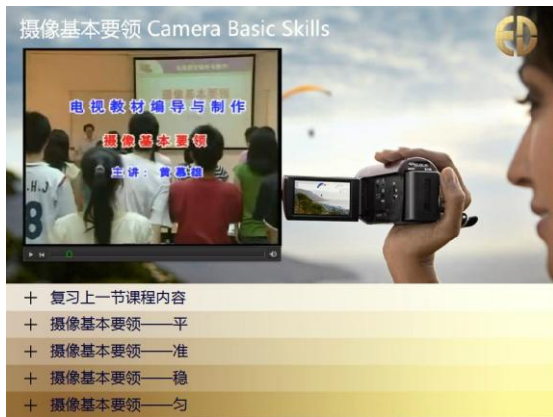 摄像基本要领 Camera Basic Skills
电视教材编导与制作
摄像基本要领
主讲：黄慕雄
.H.J
8
＋ 复习上一节课程内容
＋ 摄像基本要领——平
＋ 摄像基本要领——准
＋ 摄像基本要领——稳
＋ 摄像基本要领——匀